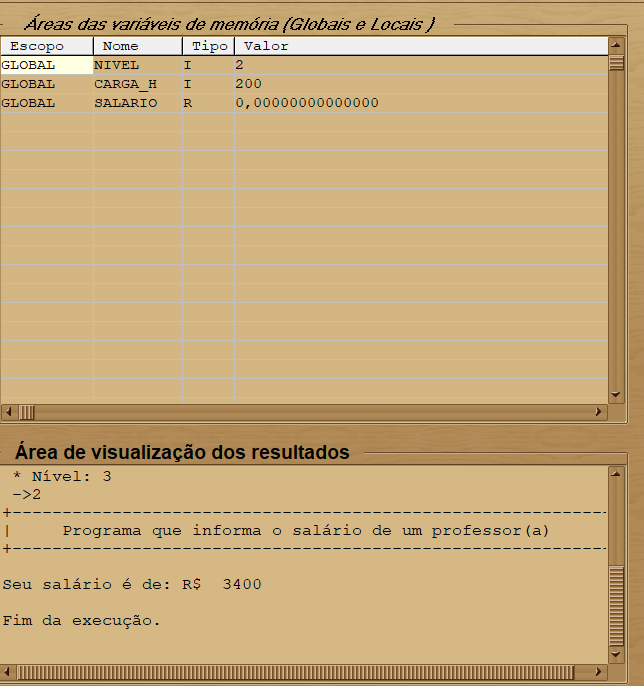 Áreas das variáveis de memória (Globais e Locais )
Escopo Nome Tipo Valor
GLOBAL NIVEL I 2
GLOBAL CARGA_H I 200
GLOBAL SALARIO R 0,00000000000000
Área de visualização dos resultados
* Nível: 3
->2
+------------------------------------------------------------------
| Programa que informa o salário de um professor(a)
+------------------------------------------------------------------
Seu salário é de: R$ 3400
Fim da execução.